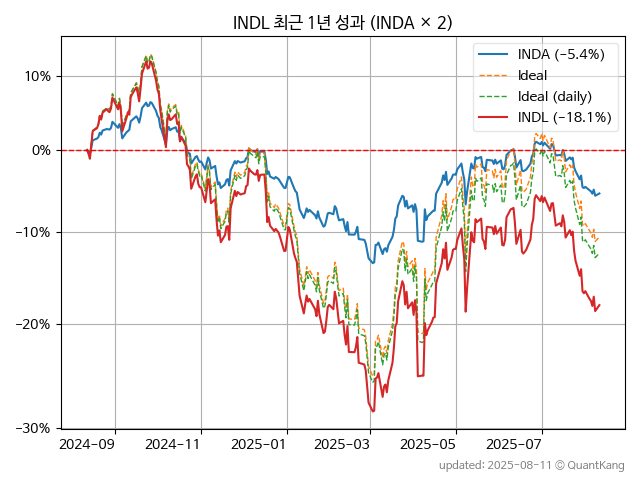 INDL 최근 1년 성과 (INDA × 2)
INDA (−5.4%)
Ideal
Ideal (daily)
INDL (−18.1%)
10%
0%
−10%
−20%
−30%
2024−09
2024−11
2025−01
2025−03
2025−05
2025−07
updated: 2025-08-11 © QuantKang